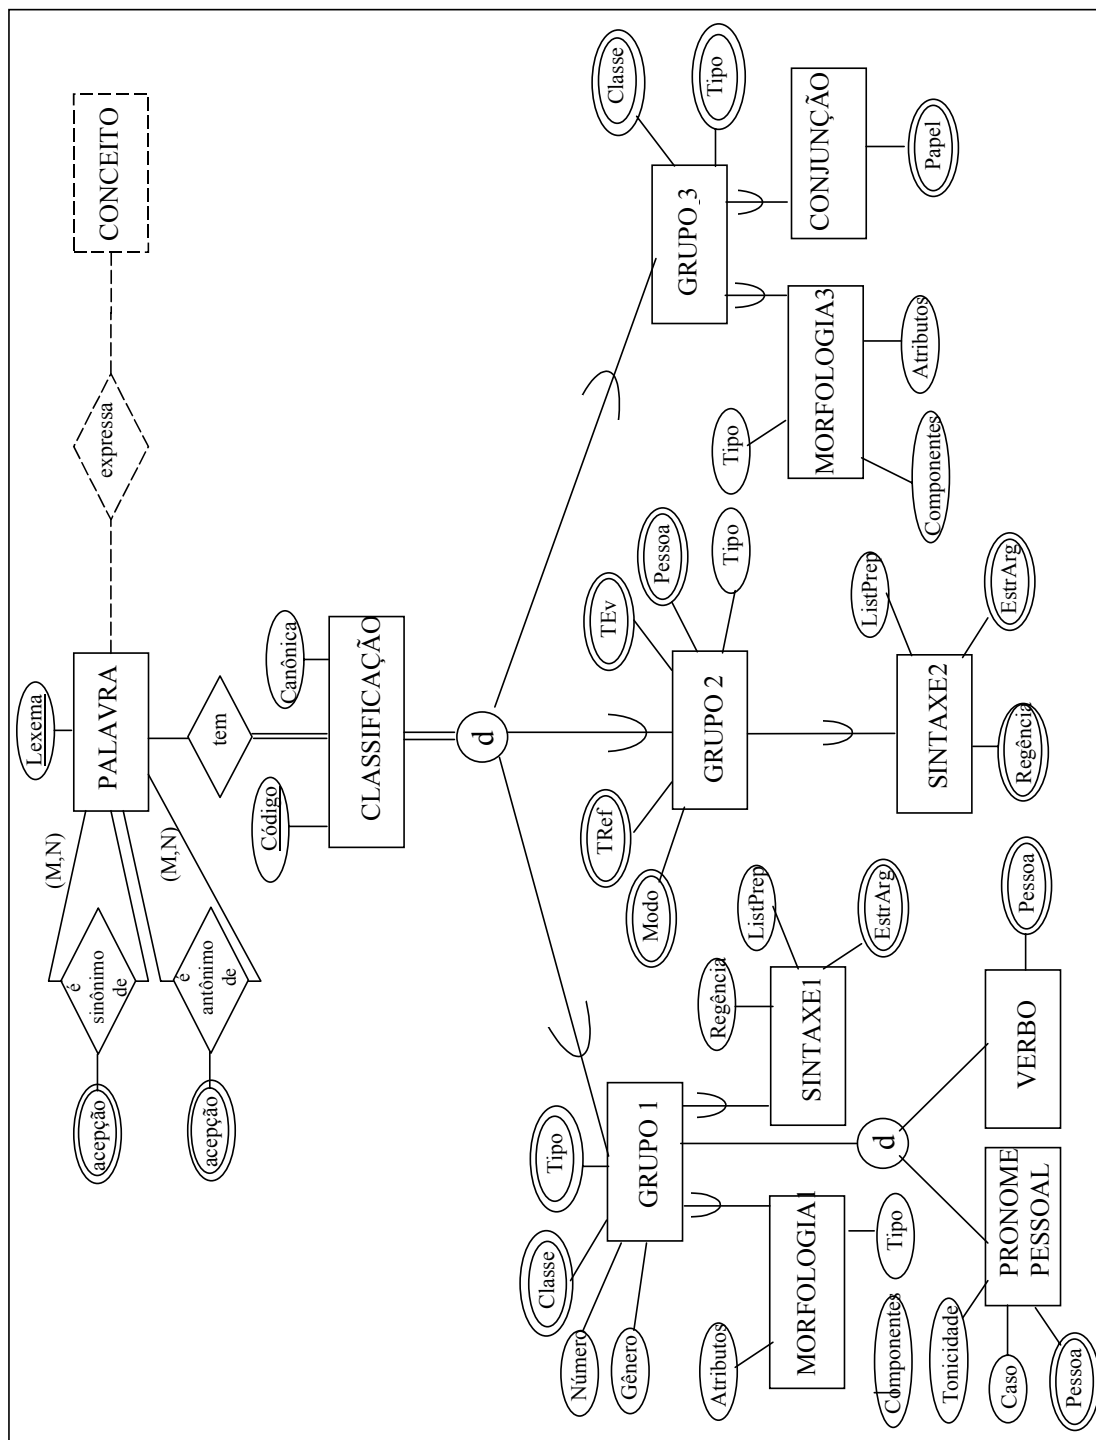 CONCEITO
expressa
Lexema
PALAVRA
(M,N)
(M,N)
é
sinônimo
de
é
antônimo
de
acepção
acepção
tem
Canônica
Código
CLASSIFICAÇÃO
d
Tipo
Classe
Número
Gênero
GRUPO 1
TRef
Modo
TEv
Pessoa
Tipo
GRUPO 2
Classe
Tipo
GRUPO_3
Atributos
MORFOLOGIA1
Componentes
Tipo
Regência
ListPrep
EstrArg
SINTAXE1
d
Tonicidade
Caso
Pessoa
PRONOME
PESSOAL
VERBO
Pessoa
ListPrep
EstrArg
SINTAXE2
Regência
Tipo
MORFOLOGIA3
Componentes
Atributos
CONJUNÇÃO
Papel